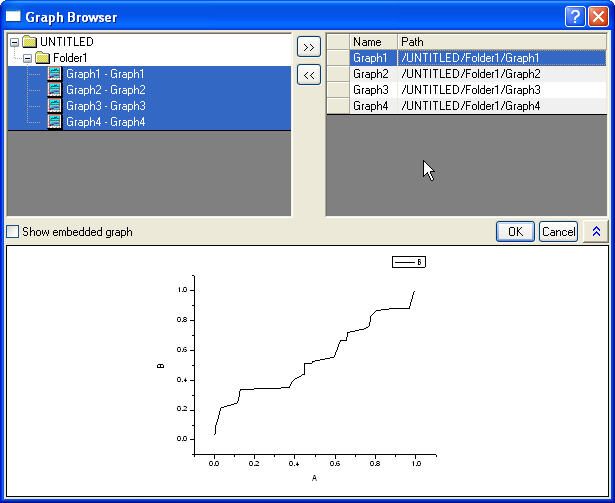 Graph Browser
UNTITLED
Folder1
Graph1 - Graph1
Graph2 - Graph2
Graph3 - Graph3
Graph4 - Graph4
>>
<<
Name Path
Graph1 /UNTITLED/Folder1/Graph1
Graph2 /UNTITLED/Folder1/Graph2
Graph3 /UNTITLED/Folder1/Graph3
Graph4 /UNTITLED/Folder1/Graph4
Show embedded graph
OK Cancel
B
1.0
0.8
0.6
B
0.4
0.2
0.0
0.0 0.2 0.4 0.6 0.8 1.0
A